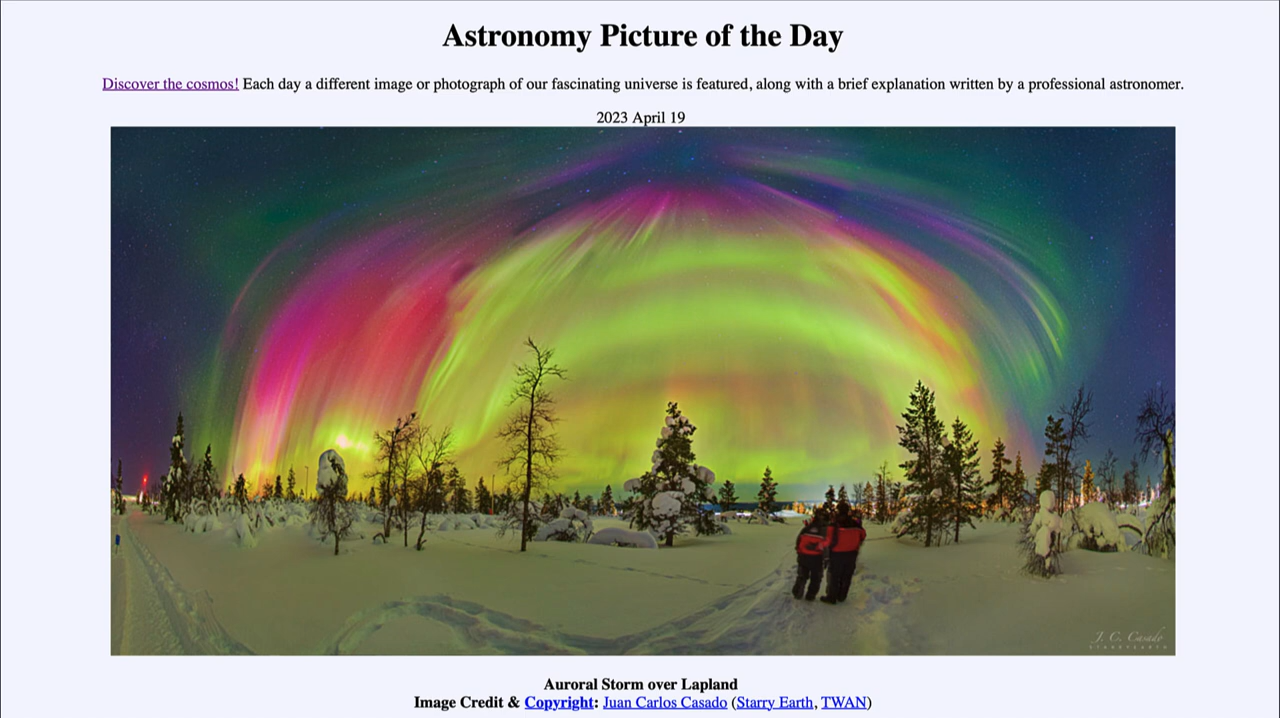 Astronomy Picture of the Day
Discover the cosmos! Each day a different image or photograph of our fascinating universe is featured, along with a brief explanation written by a professional astronomer.
2023 April 19
J. C. Casado
STARRYEARTH
Auroral Storm over Lapland
Image Credit & Copyright: Juan Carlos Casado (Starry Earth, TWAN)